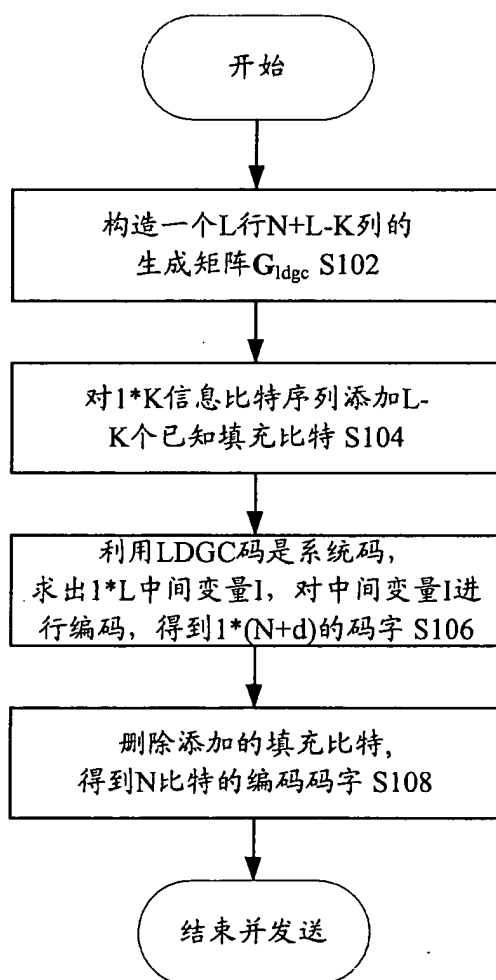 开始
构造一个L行N+L-K列的
生成矩阵Gldgc S102
对1*K信息比特序列添加L-
K个已知填充比特 S104
利用LDGC码是系统码,
求出1*L中间变量I，对中间变量I进
行编码，得到1*(N+d)的码字 S106
删除添加的填充比特,
得到N比特的编码码字 S108
结束并发送